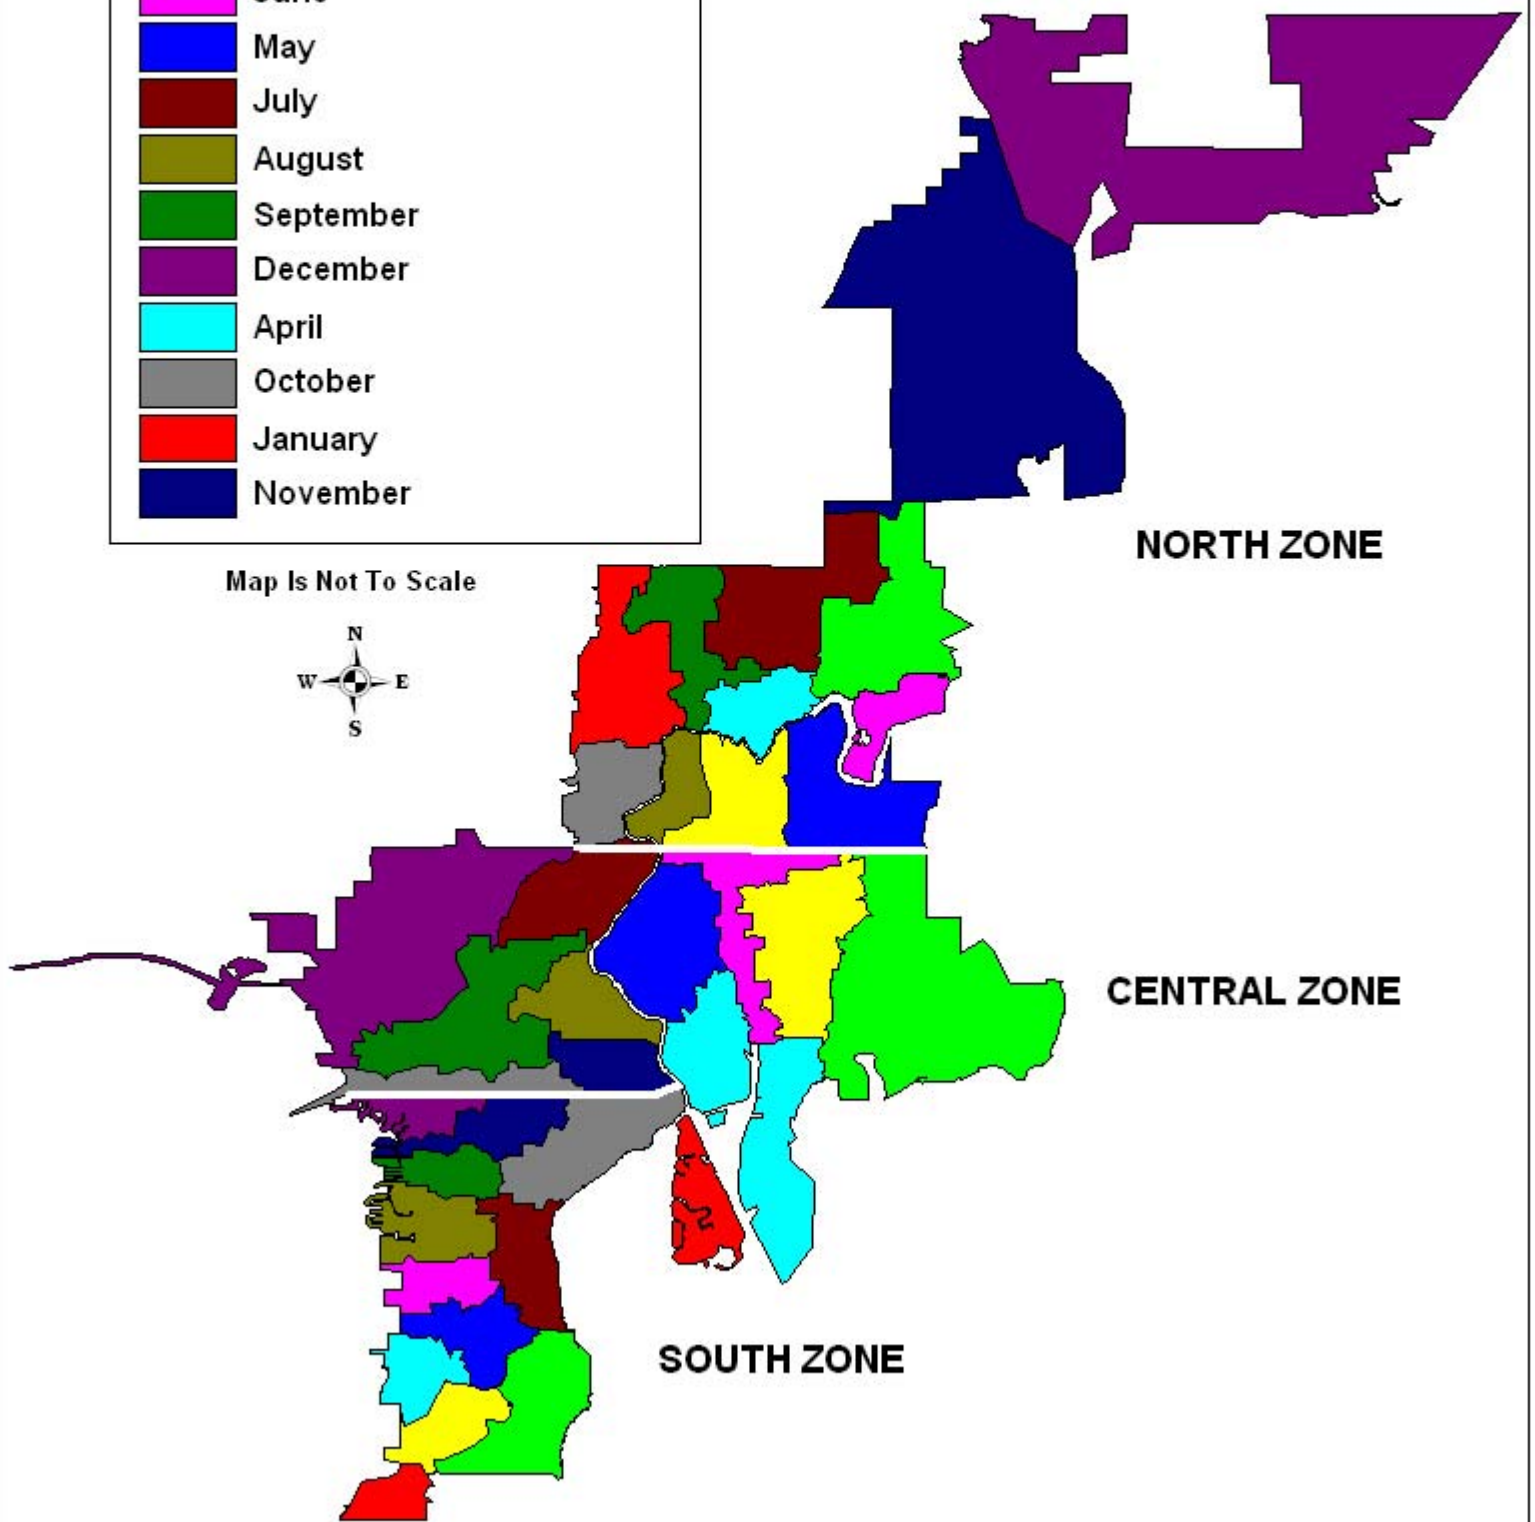 May
July
August
September
December
April
October
January
November
NORTH ZONE
Map Is Not To Scale
N
W E
S
CENTRAL ZONE
SOUTH ZONE